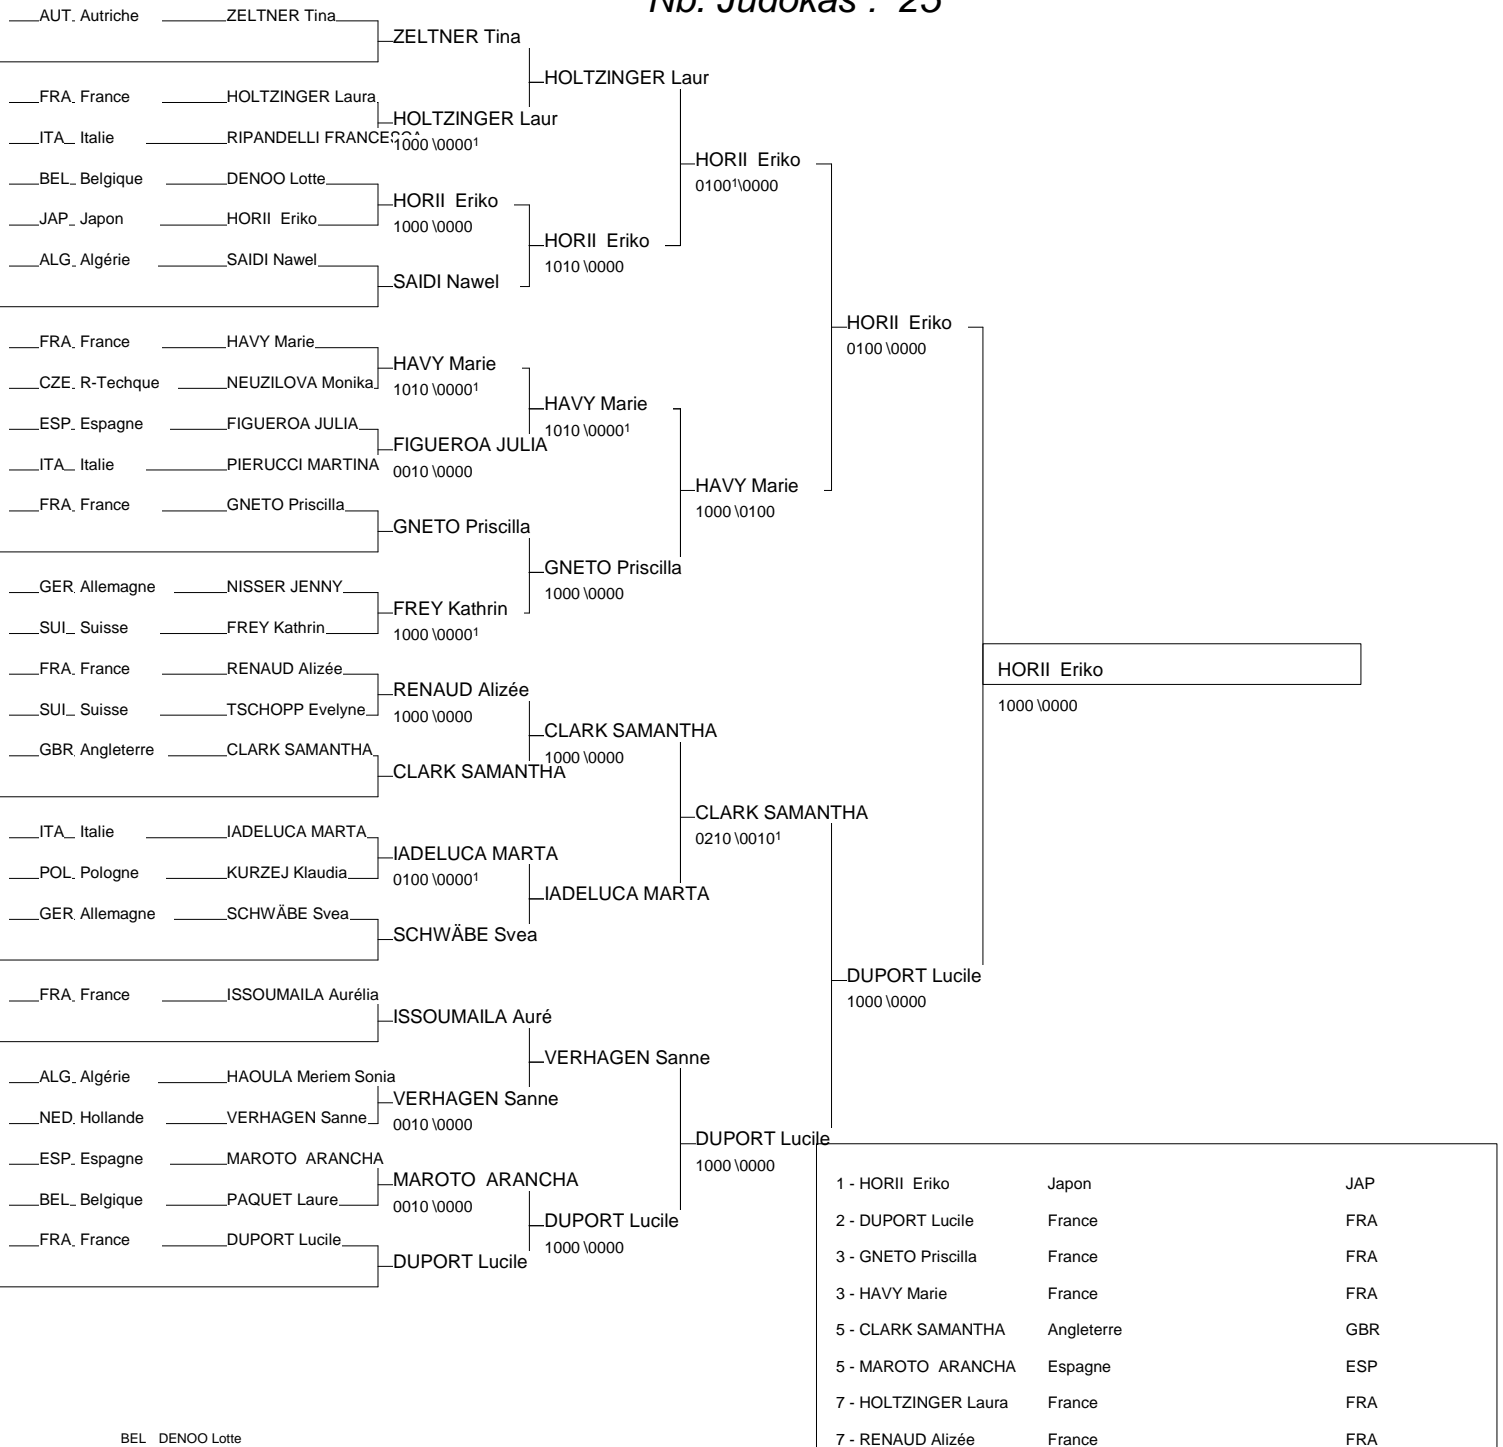 Nb. Judokas : 25
AUT Autriche ZELTNER Tina
ZELTNER Tina
HOLTZINGER Laur
FRA France HOLTZINGER Laura
HOLTZINGER Laur
ITA Italie RIPANDELLI FRANCESCA
1000 \0000¹
HORII Eriko
BEL Belgique DENOO Lotte
0100¹\0000
HORII Eriko
JAP Japon HORII Eriko
1000 \0000
HORII Eriko
ALG Algérie SAIDI Nawel
1010 \0000
SAIDI Nawel
HORII Eriko
FRA France HAVY Marie
0100 \0000
HAVY Marie
CZE R-Techque NEUZILOVA Monika
1010 \0000¹
HAVY Marie
ESP Espagne FIGUEROA JULIA
1010 \0000¹
FIGUEROA JULIA
ITA Italie PIERUCCI MARTINA
0010 \0000
HAVY Marie
FRA France GNETO Priscilla
1000 \0100
GNETO Priscilla
GNETO Priscilla
GER Allemagne NISSER JENNY
1000 \0000
FREY Kathrin
SUI Suisse FREY Kathrin
1000 \0000¹
FRA France RENAUD Alizée
HORII Eriko
RENAUD Alizée
1000 \0000
SUI Suisse TSCHOPP Evelyne
1000 \0000
CLARK SAMANTHA
GBR Angleterre CLARK SAMANTHA
1000 \0000
CLARK SAMANTHA
CLARK SAMANTHA
ITA Italie IADELUCA MARTA
0210 \0010¹
IADELUCA MARTA
POL Pologne KURZEJ Klaudia
0100 \0000¹
IADELUCA MARTA
GER Allemagne SCHWÄBE Svea
SCHWÄBE Svea
DUPORT Lucile
FRA France ISSOUMAILA Aurélia
1000 \0000
ISSOUMAILA Auré
VERHAGEN Sanne
ALG Algérie HAOULA Meriem Sonia
VERHAGEN Sanne
NED Hollande VERHAGEN Sanne
0010 \0000
DUPORT Lucile
ESP Espagne MAROTO ARANCHA
1000 \0000
MAROTO ARANCHA
BEL Belgique PAQUET Laure
0010 \0000
DUPORT Lucile
FRA France DUPORT Lucile
1000 \0000
DUPORT Lucile
1 - HORII Eriko Japon JAP
2 - DUPORT Lucile France FRA
3 - GNETO Priscilla France FRA
3 - HAVY Marie France FRA
5 - CLARK SAMANTHA Angleterre GBR
5 - MAROTO ARANCHA Espagne ESP
7 - HOLTZINGER Laura France FRA
7 - RENAUD Alizée France FRA
BEL DENOO Lotte